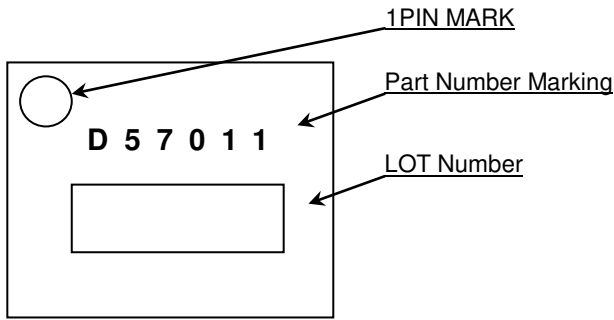 1PIN MARK
Part Number Marking
D 5 7 0 1 1
LOT Number